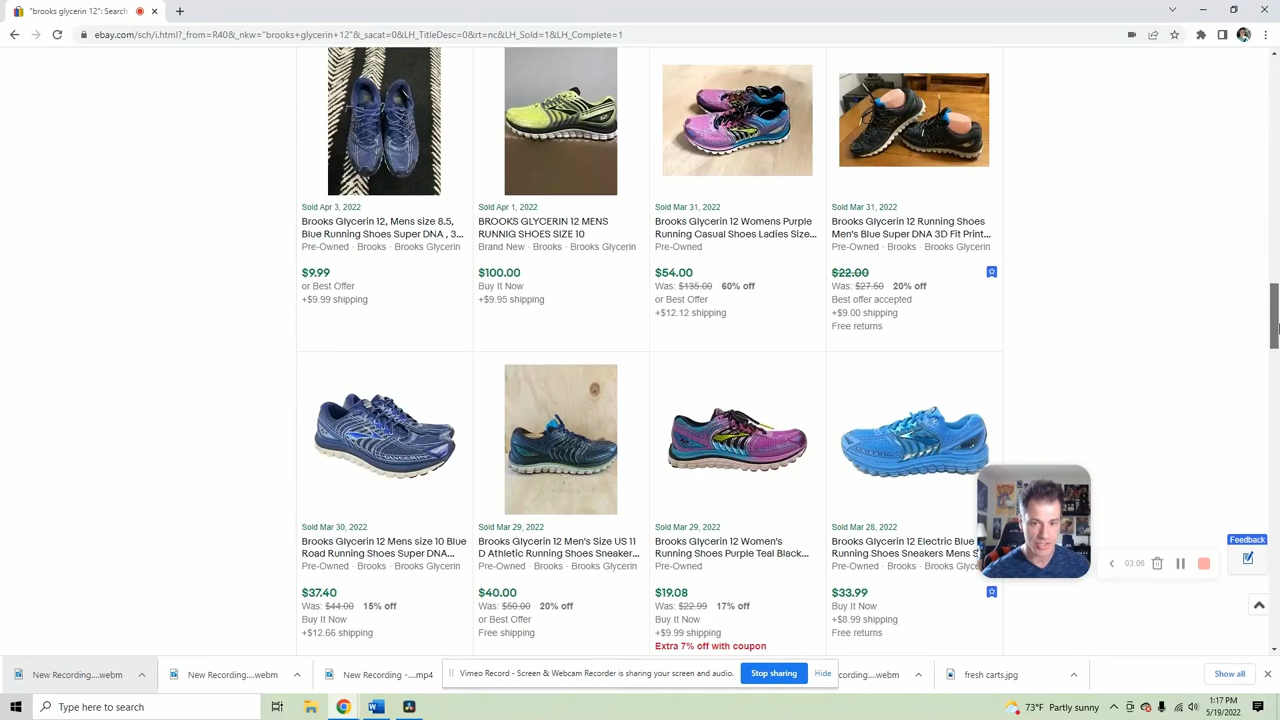 "brooks glycerin 12": Search
ebay.com/sch/i.html?_from=R40&_nkw="brooks+glycerin+12"&_sacat=0&LH_TitleDesc=0&rt=nc&LH_Sold=1&LH_Complete=1
Sold Apr 3, 2022
Brooks Glycerin 12, Mens size 8.5,
Blue Running Shoes Super DNA , 3...
Pre-Owned · Brooks · Brooks Glycerin
$9.99
or Best Offer
+$9.99 shipping
Sold Apr 1, 2022
BROOKS GLYCERIN 12 MENS
RUNNIG SHOES SIZE 10
Brand New · Brooks · Brooks Glycerin
$100.00
Buy It Now
+$9.95 shipping
Sold Mar 31, 2022
Brooks Glycerin 12 Womens Purple
Running Casual Shoes Ladies Size...
Pre-Owned
$54.00
Was: $135.00 60% off
or Best Offer
+$12.12 shipping
Sold Mar 31, 2022
Brooks Glycerin 12 Running Shoes
Men's Blue Super DNA 3D Fit Print...
Pre-Owned · Brooks · Brooks Glycerin
$22.00
Was: $27.50 20% off
Best offer accepted
+$9.00 shipping
Free returns
Sold Mar 30, 2022
Brooks Glycerin 12 Mens size 10 Blue
Road Running Shoes Super DNA...
Pre-Owned · Brooks · Brooks Glycerin
$37.40
Was: $44.00 15% off
Buy It Now
+$12.66 shipping
Sold Mar 29, 2022
Brooks Glycerin 12 Men's Size US 11
D Athletic Running Shoes Sneaker...
Pre-Owned · Brooks · Brooks Glycerin
$40.00
Was: $50.00 20% off
or Best Offer
Free shipping
Sold Mar 29, 2022
Brooks Glycerin 12 Women's
Running Shoes Purple Teal Black...
Pre-Owned
$19.08
Was: $22.99 17% off
Buy It Now
+$9.99 shipping
Extra 7% off with coupon
Sold Mar 28, 2022
Brooks Glycerin 12 Electric Blue
Running Shoes Sneakers Mens S
Pre-Owned · Brooks · Brooks Glyce
$33.99
Buy It Now
+$8.99 shipping
Free returns
03:06
Feedback
New Recording....webm
New Recording....webm
New Recording -....mp4
Vimeo Record - Screen & Webcam Recorder is sharing your screen and audio.
Stop sharing
Hide
cording....webm
fresh carts.jpg
Show all
Type here to search
73°F Partly sunny
1:17 PM
5/19/2022